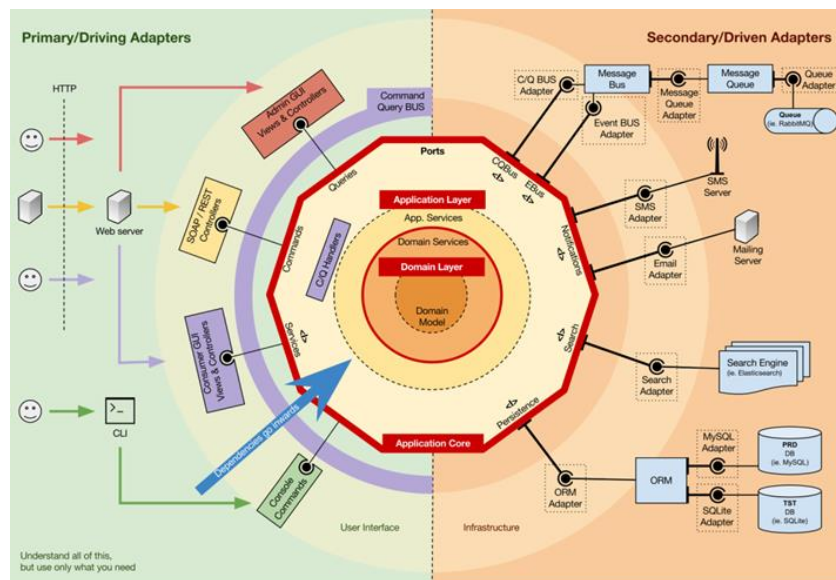 Primary/Driving Adapters
Secondary/Driven Adapters
HTTP
Web server
CLI
Admin GUI
Views & Controllers
SOAP / REST
Controllers
Consumer GUI
Views & Controllers
Console
Commands
Command
Query BUS
Ports
Queries
Commands
Services
</>
C/Q Handlers
Application Layer
App. Services
Domain Services
Domain Layer
Domain
Model
Application Core
Dependencies go inwards
User Interface
Infrastructure
CQBus
</>
EBus
</>
Notifications
</>
Search
</>
Persistence
</>
C/Q BUS
Adapter
Message
Bus
Event BUS
Adapter
Message
Queue
Adapter
Message
Queue
Queue
Adapter
Queue
(ie. RabbitMQ)
SMS
Adapter
SMS
Server
Email
Adapter
Mailing
Server
Search
Adapter
Search Engine
(ie. Elasticsearch)
ORM
Adapter
ORM
MySQL
Adapter
PRD
DB
(ie. MySQL)
SQLite
Adapter
TST
DB
(ie. SQLite)
Understand all of this,
but use only what you need